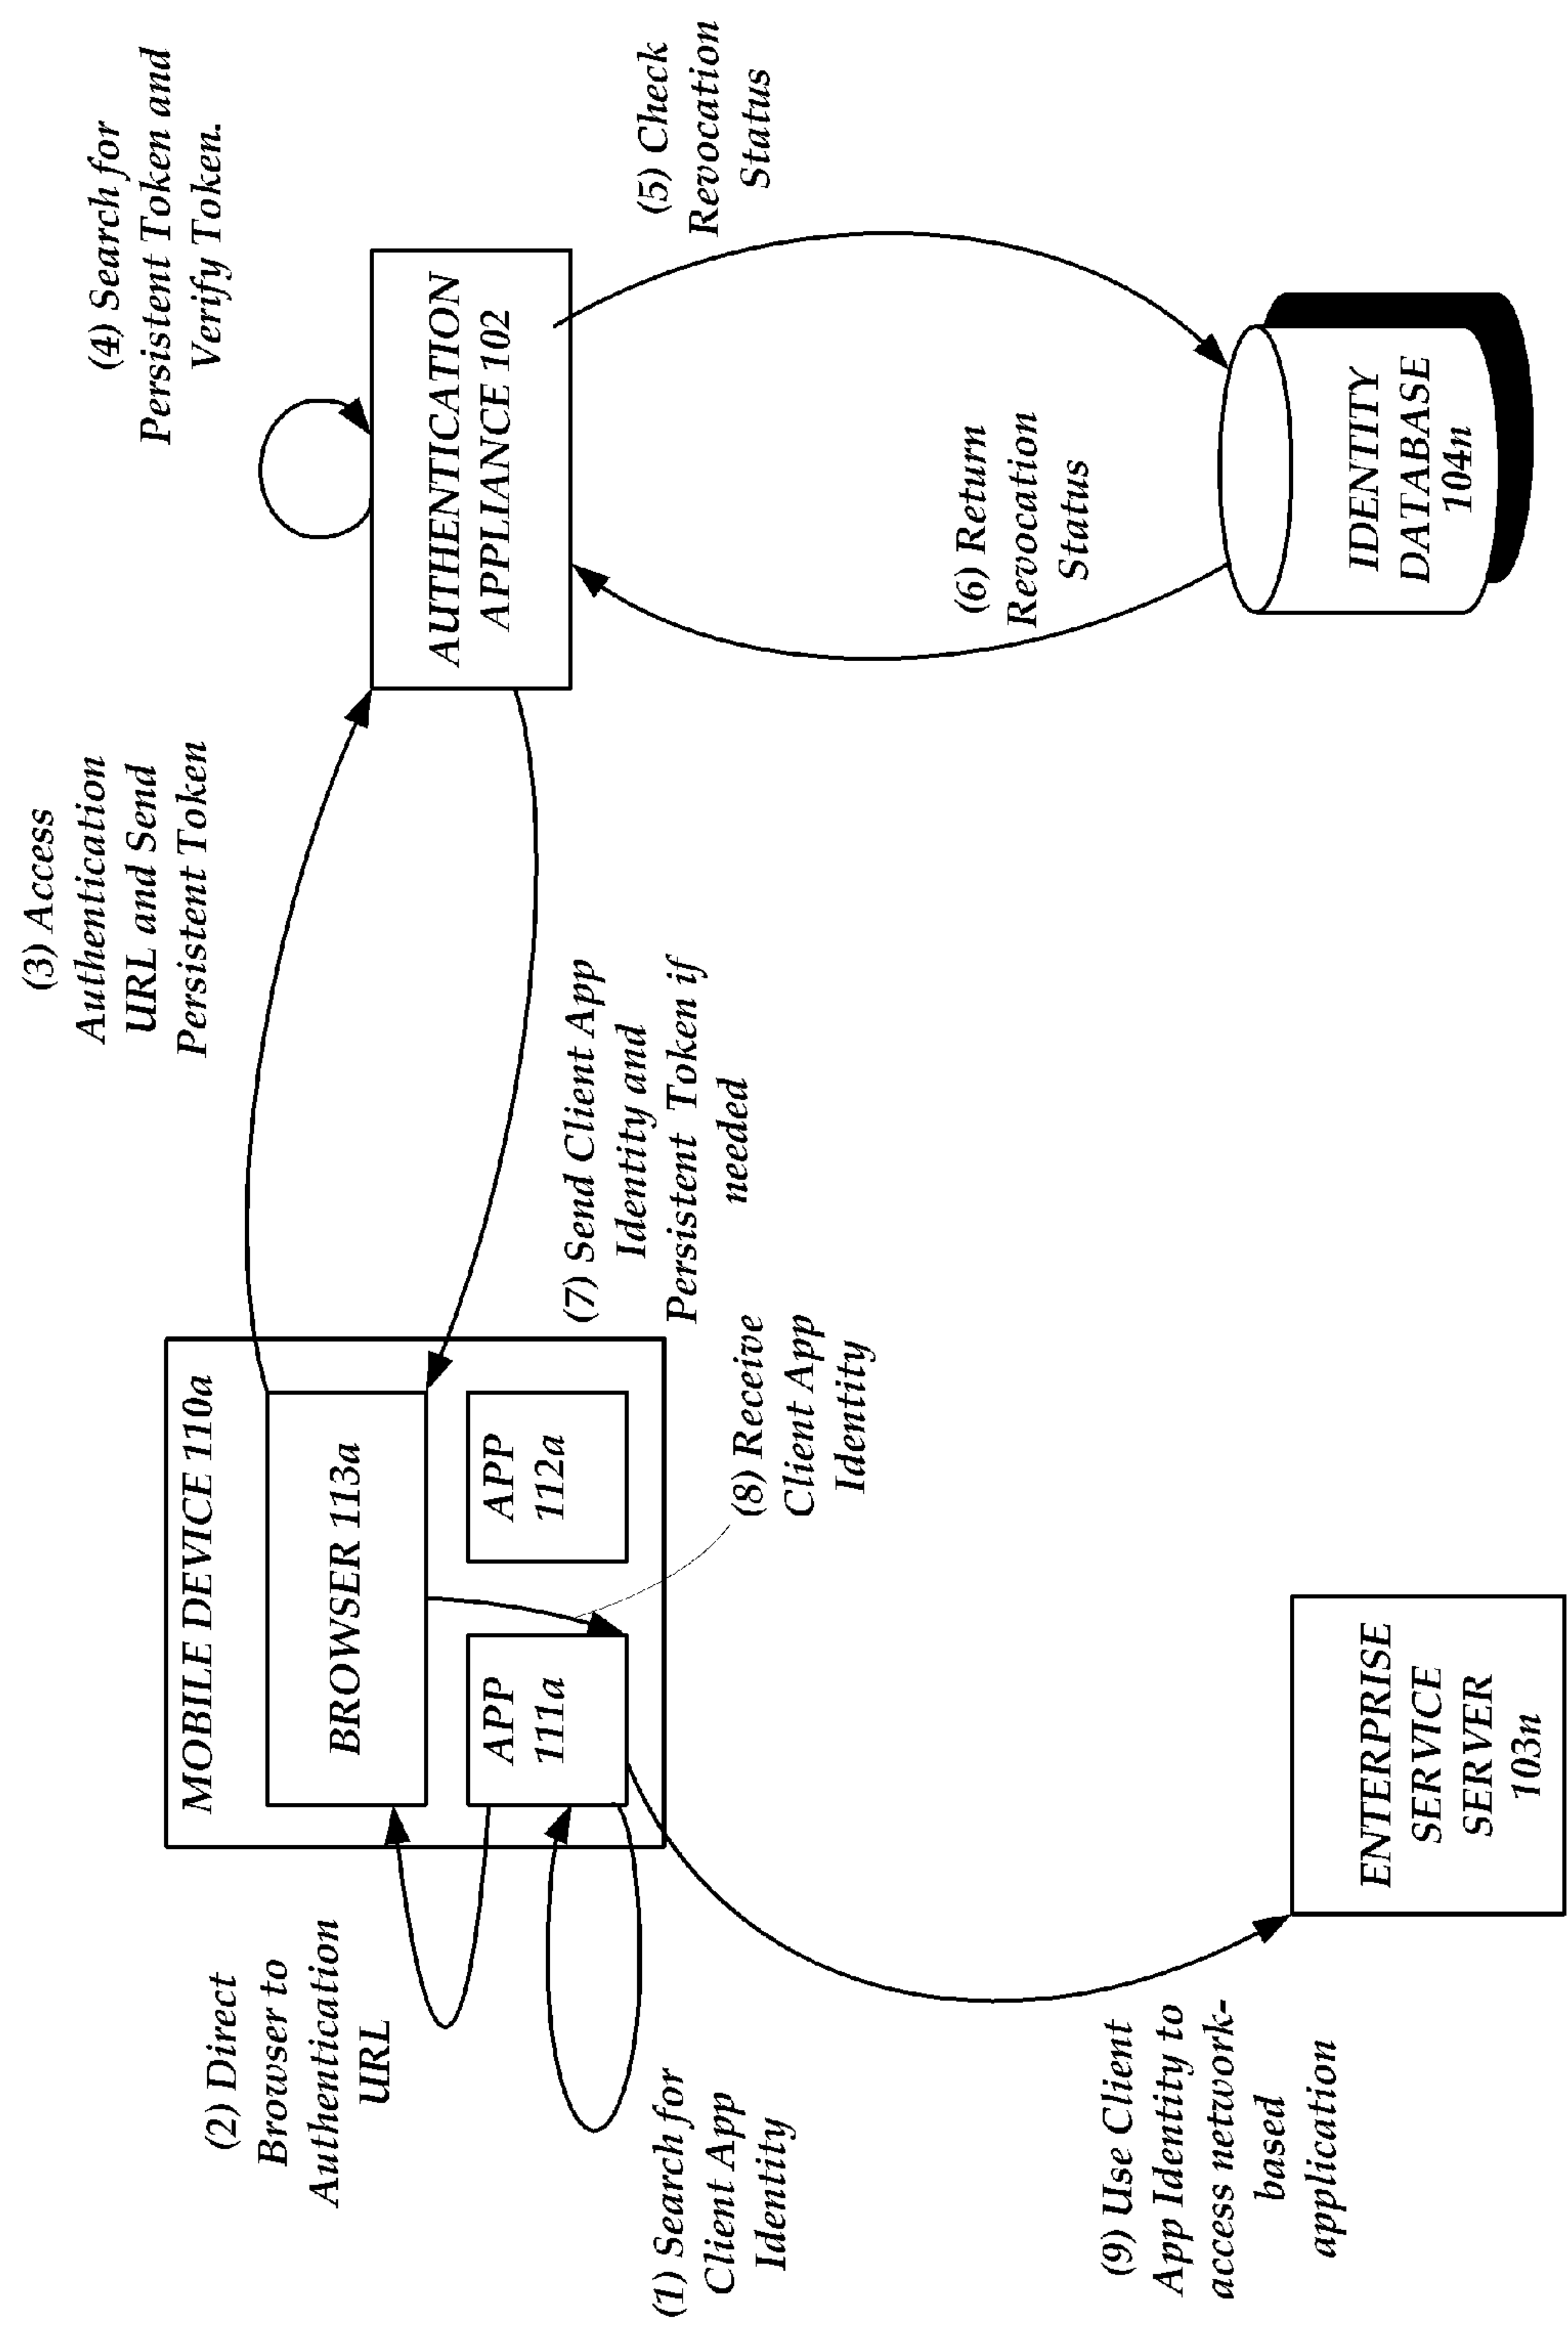 (1) Search for
Client App
Identity
(2) Direct
Browser to
Authentication
URL
(3) Access
Authentication
URL and Send
Persistent Token
(4) Search for
Persistent Token and
Verify Token.
(5) Check
Revocation
Status
(6) Return
Revocation
Status
(7) Send Client App
Identity and
Persistent Token if
needed
(8) Receive
Client App
Identity
(9) Use Client
App Identity to
access network-
based
application
MOBILE DEVICE 110a
BROWSER 113a
APP
111a
APP
112a
AUTHENTICATION
APPLIANCE 102
IDENTITY
DATABASE
104n
ENTERPRISE
SERVICE
SERVER
103n